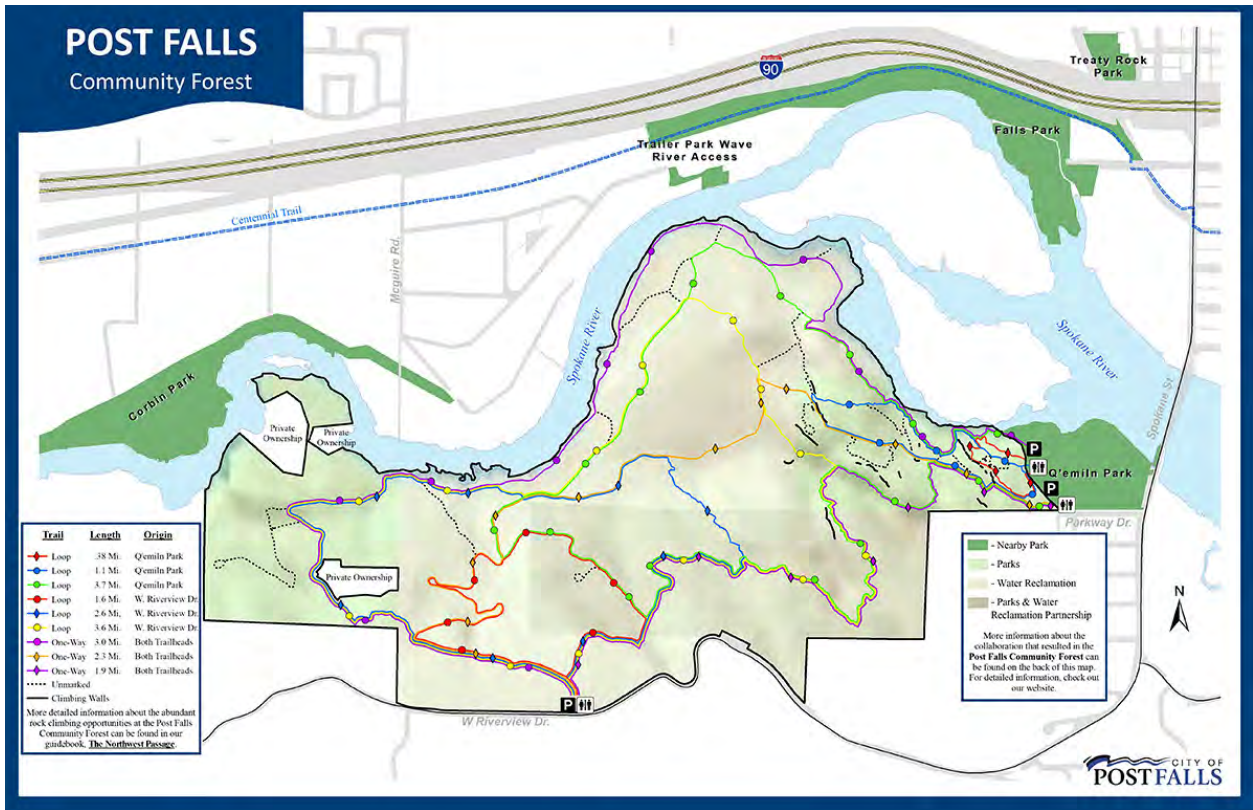 POST FALLS
Community Forest
INTERSTATE
90
Treaty Rock
Park
Falls Park
Trailer Park Wave
River Access
Centennial Trail
Mcguire Rd.
Spokane River
Spokane River
Spokane St.
Corbin Park
Private
Ownership
Private
Ownership
P
Q'emiln Park
P
Parkway Dr.
Private Ownership
P
W Riverview Dr.
Trail Length Origin
Loop .38 Mi. Q'emiln Park
Loop 1.1 Mi. Q'emiln Park
Loop 3.7 Mi. Q'emiln Park
Loop 1.6 Mi. W. Riverview Dr.
Loop 2.6 Mi. W. Riverview Dr.
Loop 3.6 Mi. W. Riverview Dr.
One-Way 3.0 Mi. Both Trailheads
One-Way 2.3 Mi. Both Trailheads
One-Way 1.9 Mi. Both Trailheads
Unmarked
Climbing Walls
More detailed information about the abundant
rock climbing opportunities at the Post Falls
Community Forest can be found in our
guidebook, The Northwest Passage.
- Nearby Park
- Parks
- Water Reclamation
- Parks & Water
Reclamation Partnership
More information about the
collaboration that resulted in the
Post Falls Community Forest can
be found on the back of this map.
For detailed information, check out
our website.
N
CITY OF
POST FALLS